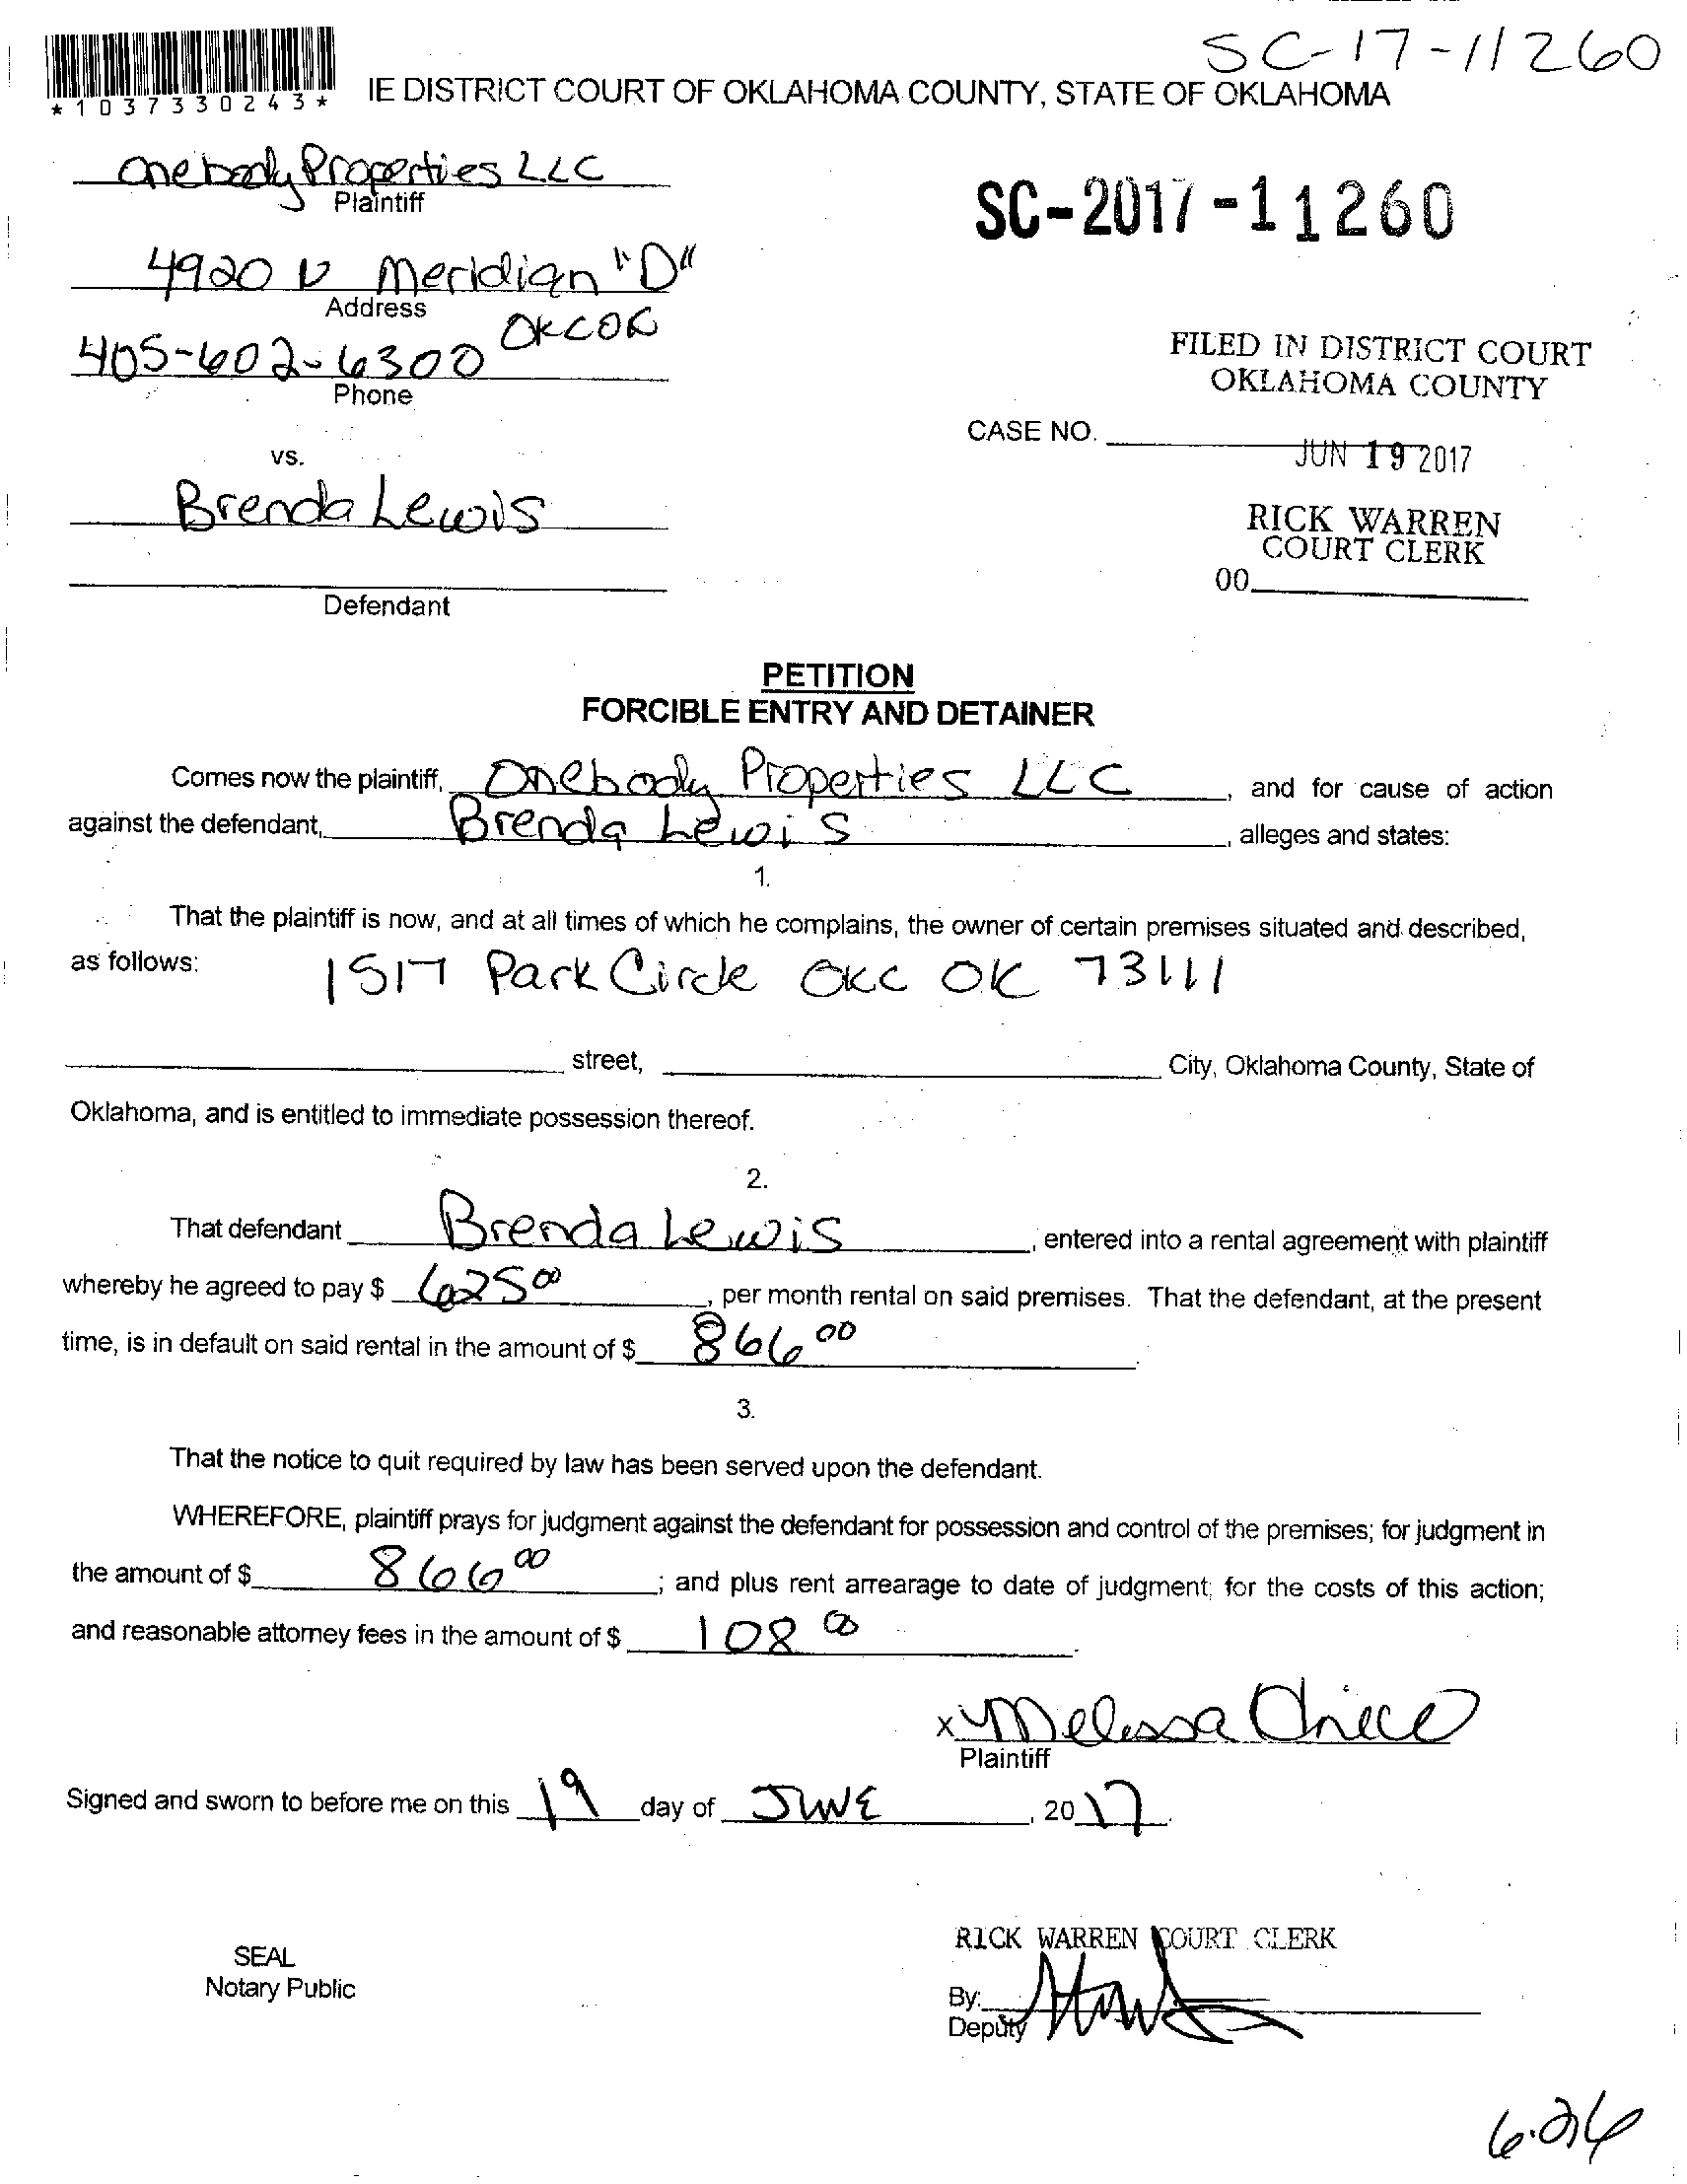 SC-17-11260
*1037330243*
IE DISTRICT COURT OF OKLAHOMA COUNTY, STATE OF OKLAHOMA
Onebody Properties LLC
Plaintiff
SC-2017-11260
4920 N Meridian "D"
Address
OKC OK
405-602-6300
Phone
FILED IN DISTRICT COURT
OKLAHOMA COUNTY
CASE NO.
JUN 19 2017
vs.
Brenda Lewis
RICK WARREN
COURT CLERK
00
Defendant
PETITION
FORCIBLE ENTRY AND DETAINER
Comes now the plaintiff, Onebody Properties LLC, and for cause of action
against the defendant, Brenda Lewis, alleges and states:
1.
That the plaintiff is now, and at all times of which he complains, the owner of certain premises situated and described,
as follows: 1517 Park Circle OKC OK 73111
street, City, Oklahoma County, State of
Oklahoma, and is entitled to immediate possession thereof.
2.
That defendant Brenda Lewis, entered into a rental agreement with plaintiff
whereby he agreed to pay $ 625 00, per month rental on said premises. That the defendant, at the present
time, is in default on said rental in the amount of $ 866 00.
3.
That the notice to quit required by law has been served upon the defendant.
WHEREFORE, plaintiff prays for judgment against the defendant for possession and control of the premises; for judgment in
the amount of $ 866 00; and plus rent arrearage to date of judgment; for the costs of this action;
and reasonable attorney fees in the amount of $ 108 00.
x Melissa
Plaintiff
Signed and sworn to before me on this 19 day of JUNE, 2017.
RICK WARREN COURT CLERK
SEAL
Notary Public
By:
Deputy
6.26